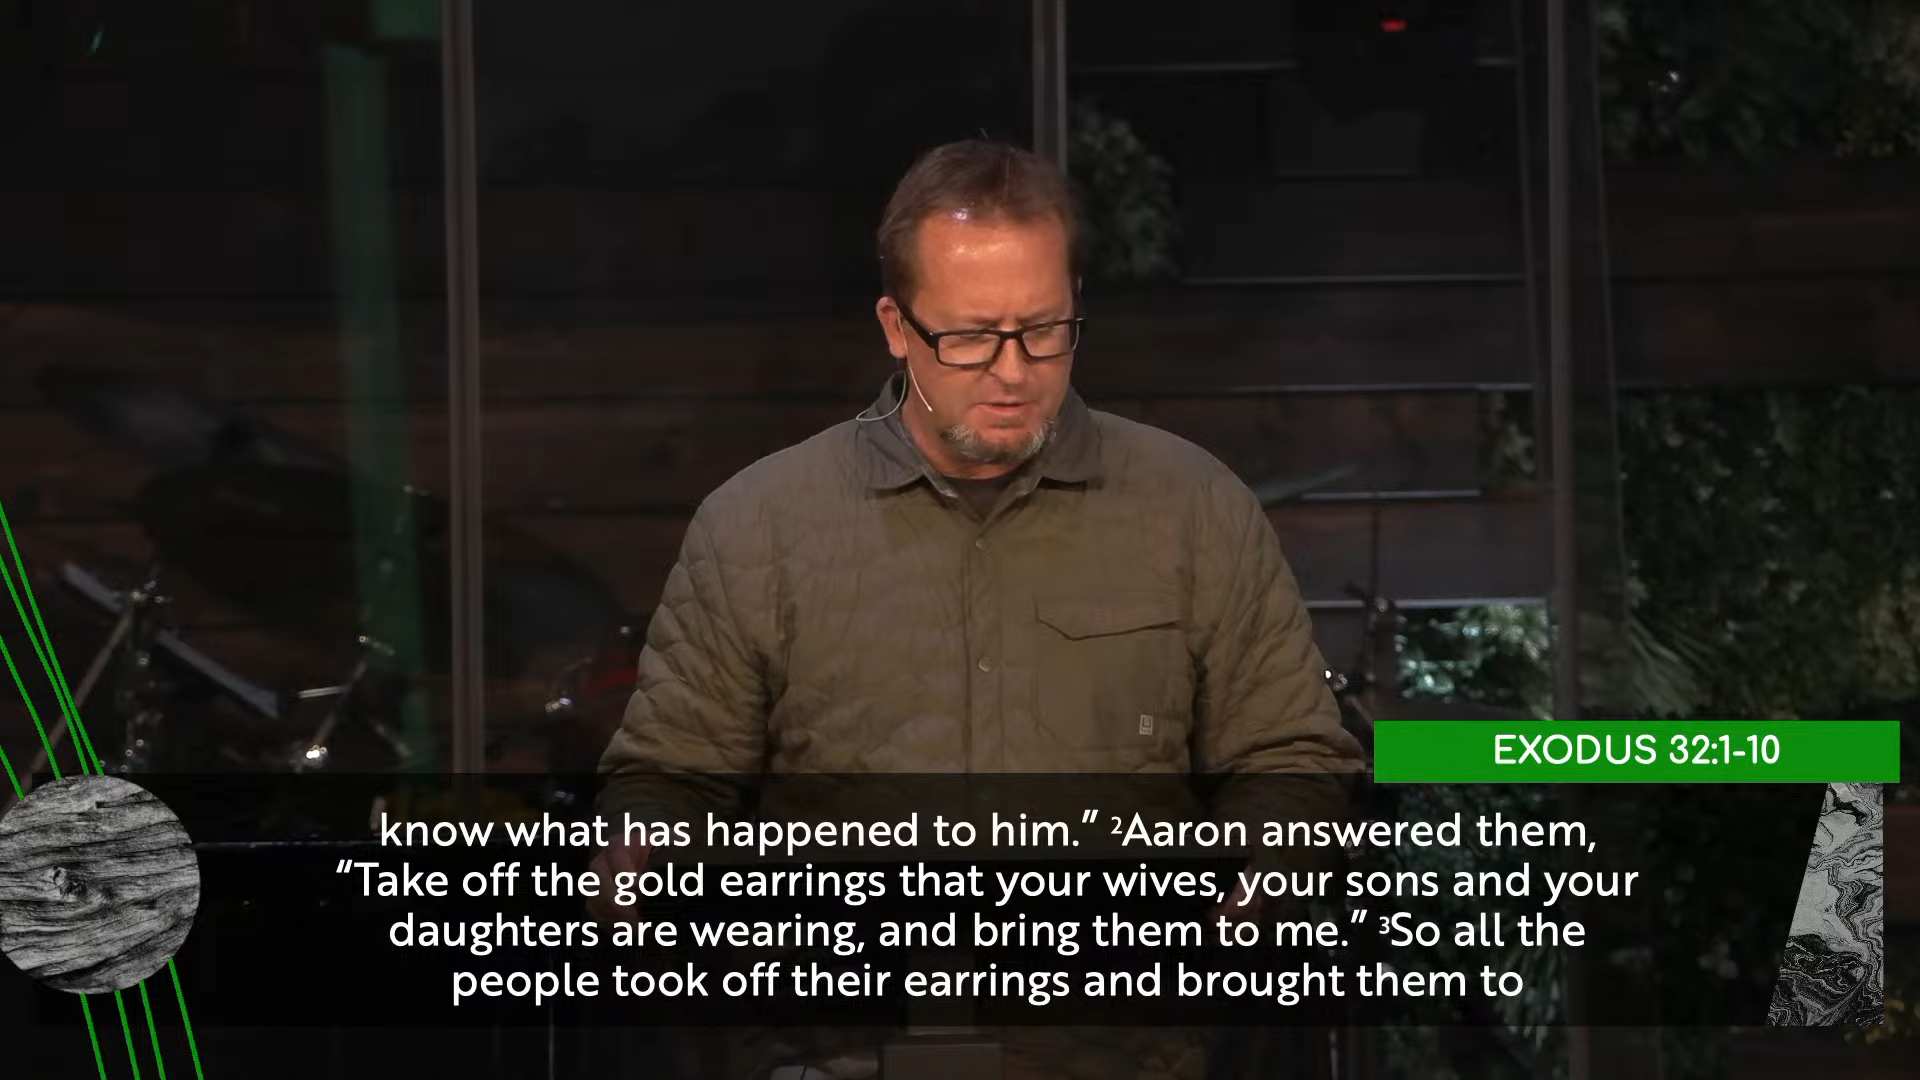 EXODUS 32:1-10
know what has happened to him.” ²Aaron answered them,
“Take off the gold earrings that your wives, your sons and your
daughters are wearing, and bring them to me.” ³So all the
people took off their earrings and brought them to